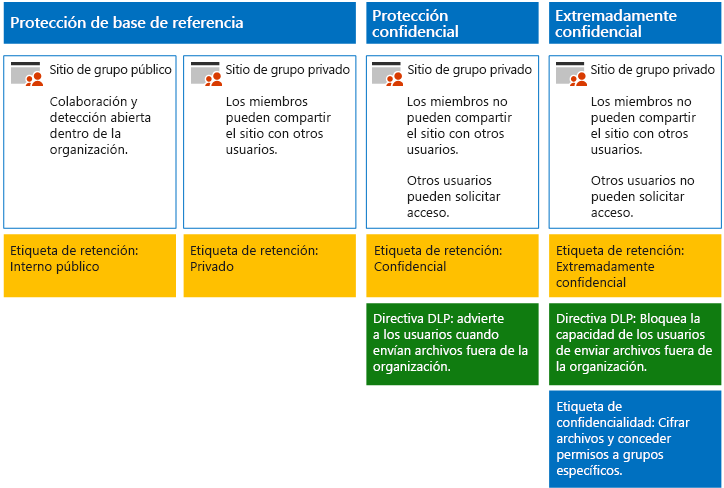 Protección de base de referencia
Protección
confidencial
Extremadamente
confidencial
Sitio de grupo público
Colaboración y
detección abierta
dentro de la
organización.
Sitio de grupo privado
Los miembros
pueden compartir
el sitio con otros
usuarios.
Sitio de grupo privado
Los miembros no
pueden compartir
el sitio con otros
usuarios.
Otros usuarios
pueden solicitar
acceso.
Sitio de grupo privado
Los miembros no
pueden compartir
el sitio con otros
usuarios.
Otros usuarios no
pueden solicitar
acceso.
Etiqueta de retención:
Interno público
Etiqueta de retención:
Privado
Etiqueta de retención:
Confidencial
Etiqueta de retención:
Extremadamente
confidencial
Directiva DLP: advierte
a los usuarios cuando
envían archivos fuera de la
organización.
Directiva DLP: Bloquea la
capacidad de los usuarios
de enviar archivos fuera de
la organización.
Etiqueta de
confidencialidad: Cifrar
archivos y conceder
permisos a grupos
específicos.